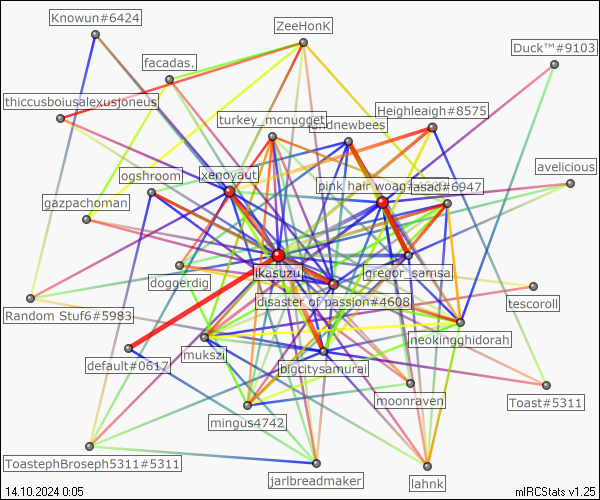 Knowun#6424
ZeeHonK
Duck™#9103
facadas.
thiccusboiusalexusjoneus
Heighleaigh#8575
turkey_mcnugget
andnewbees
avelicious
ogshroom
xenoyaut
pink hair woag
asad#6947
gazpachoman
doggerdig
ikasuzu
gregor_samsa
disaster of passion#4608
tescoroll
Random Stuf6#5983
neokingghidorah
default#0617
mukszi
bigcitysamurai
mingus4742
moonraven
Toast#5311
ToastephBroseph5311#5311
jarlbreadmaker
lahnk
14.10.2024 0:05
mIRCStats v1.25